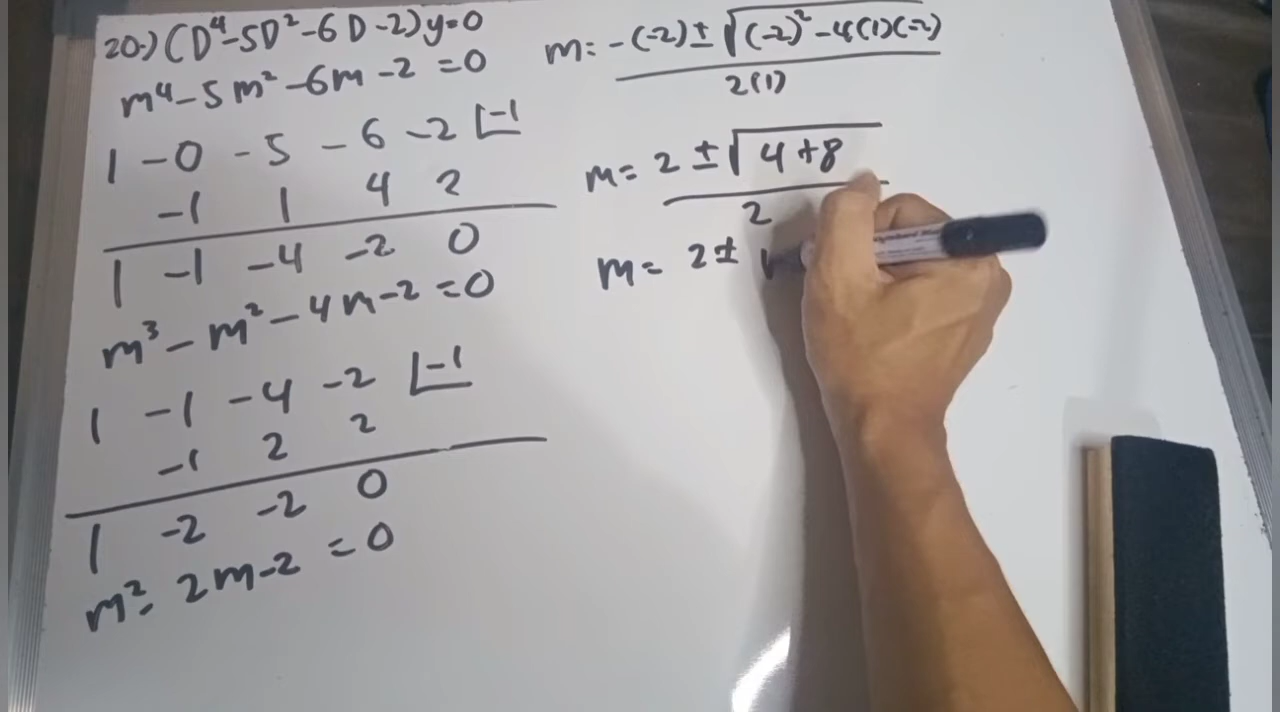 20.) (D⁴-5D²-6D-2)y=0
m⁴-5m²-6m-2=0
1 -0 -5 -6 -2 |-1
-1 1 4 2
1 -1 -4 -2 0
m³-m²-4m-2=0
1 -1 -4 -2 |-1
-1 2 2
1 -2 -2 0
m²-2m-2=0
m=-(-2)±√(-2)²-4(1)(-2)
2(1)
m=2±√4+8
2
m=2±